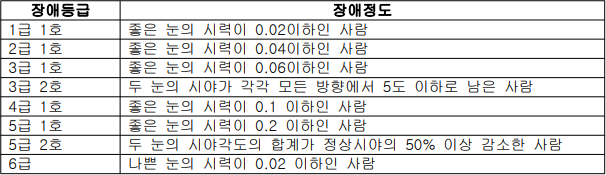 장애등급 장애정도
1급 1호 좋은 눈의 시력이 0.02이하인 사람
2급 1호 좋은 눈의 시력이 0.04이하인 사람
3급 1호 좋은 눈의 시력이 0.06이하인 사람
3급 2호 두 눈의 시야가 각각 모든 방향에서 5도 이하로 남은 사람
4급 1호 좋은 눈의 시력이 0.1 이하인 사람
5급 1호 좋은 눈의 시력이 0.2 이하인 사람
5급 2호 두 눈의 시야각도의 합계가 정상시야의 50% 이상 감소한 사람
6급 나쁜 눈의 시력이 0.02 이하인 사람